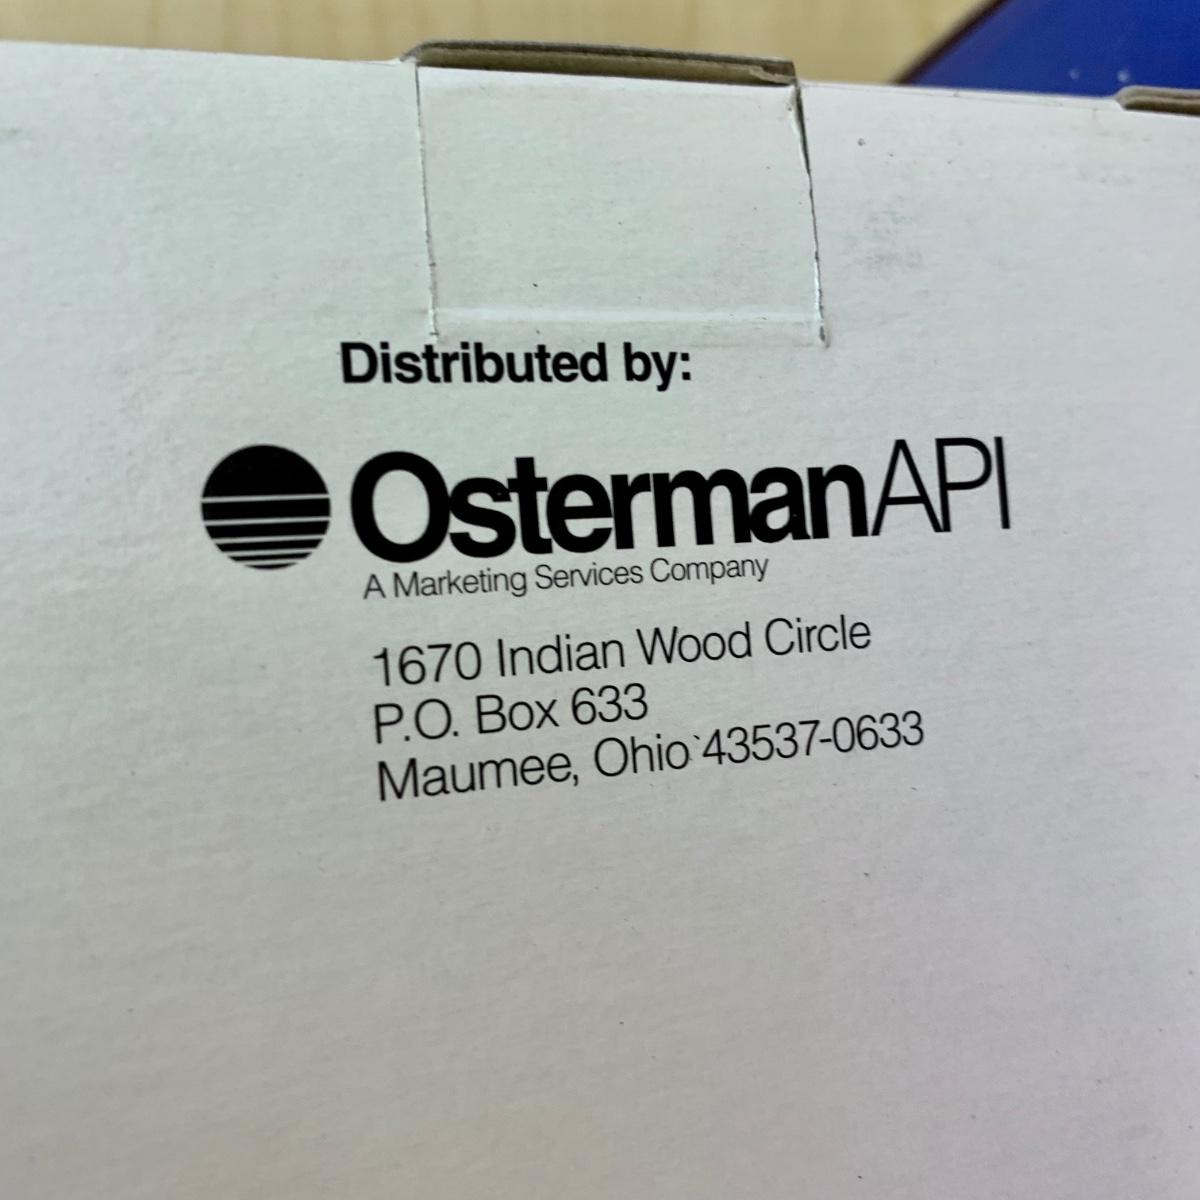 Distributed by:
OstermanAPI
A Marketing Services Company
1670 Indian Wood Circle
P.O. Box 633
Maumee, Ohio 43537-0633